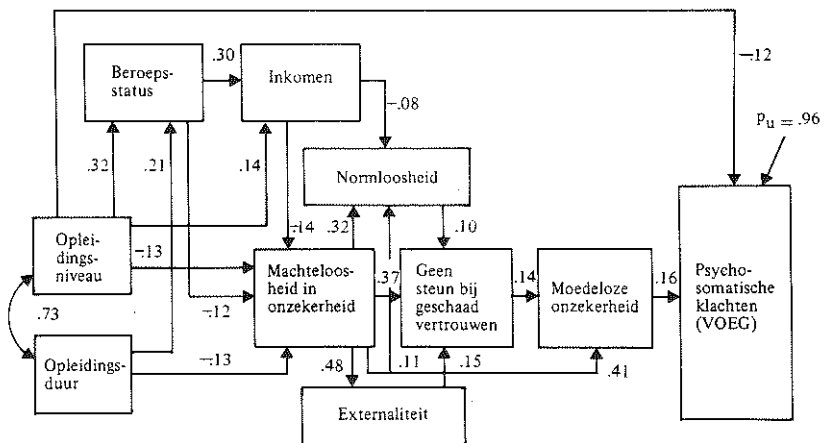 Beroeps-
status
.30
Inkomen
-.12
-.08
p_u = .96
.32
.21
.14
Normloosheid
Oplei-
dings-
niveau
-.13
-.14
.32
.10
Machteloos-
heid in
onzekerheid
.37
Geen
steun bij
geschaad
vertrouwen
.14
Moedeloze
onzekerheid
.16
Psycho-
somatische
klachten
(VOEG)
-.12
.73
Opleidings-
duur
-.13
.48
.11
.15
.41
Externaliteit